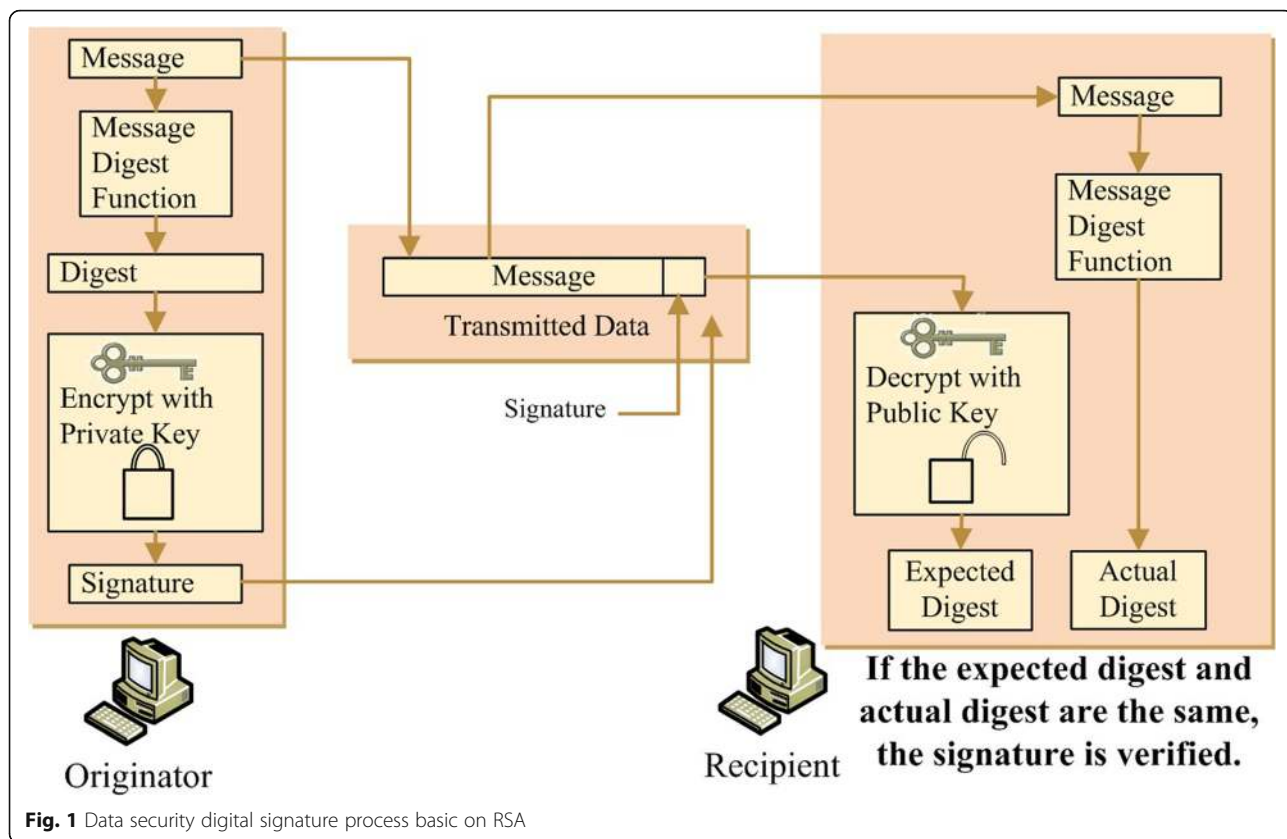 Message
Message
Digest
Function
Digest
Encrypt with
Private Key
Signature
Originator
Message
Transmitted Data
Signature
Message
Message
Digest
Function
Decrypt with
Public Key
Expected
Digest
Actual
Digest
Recipient
If the expected digest and
actual digest are the same,
the signature is verified.
Fig. 1 Data security digital signature process basic on RSA